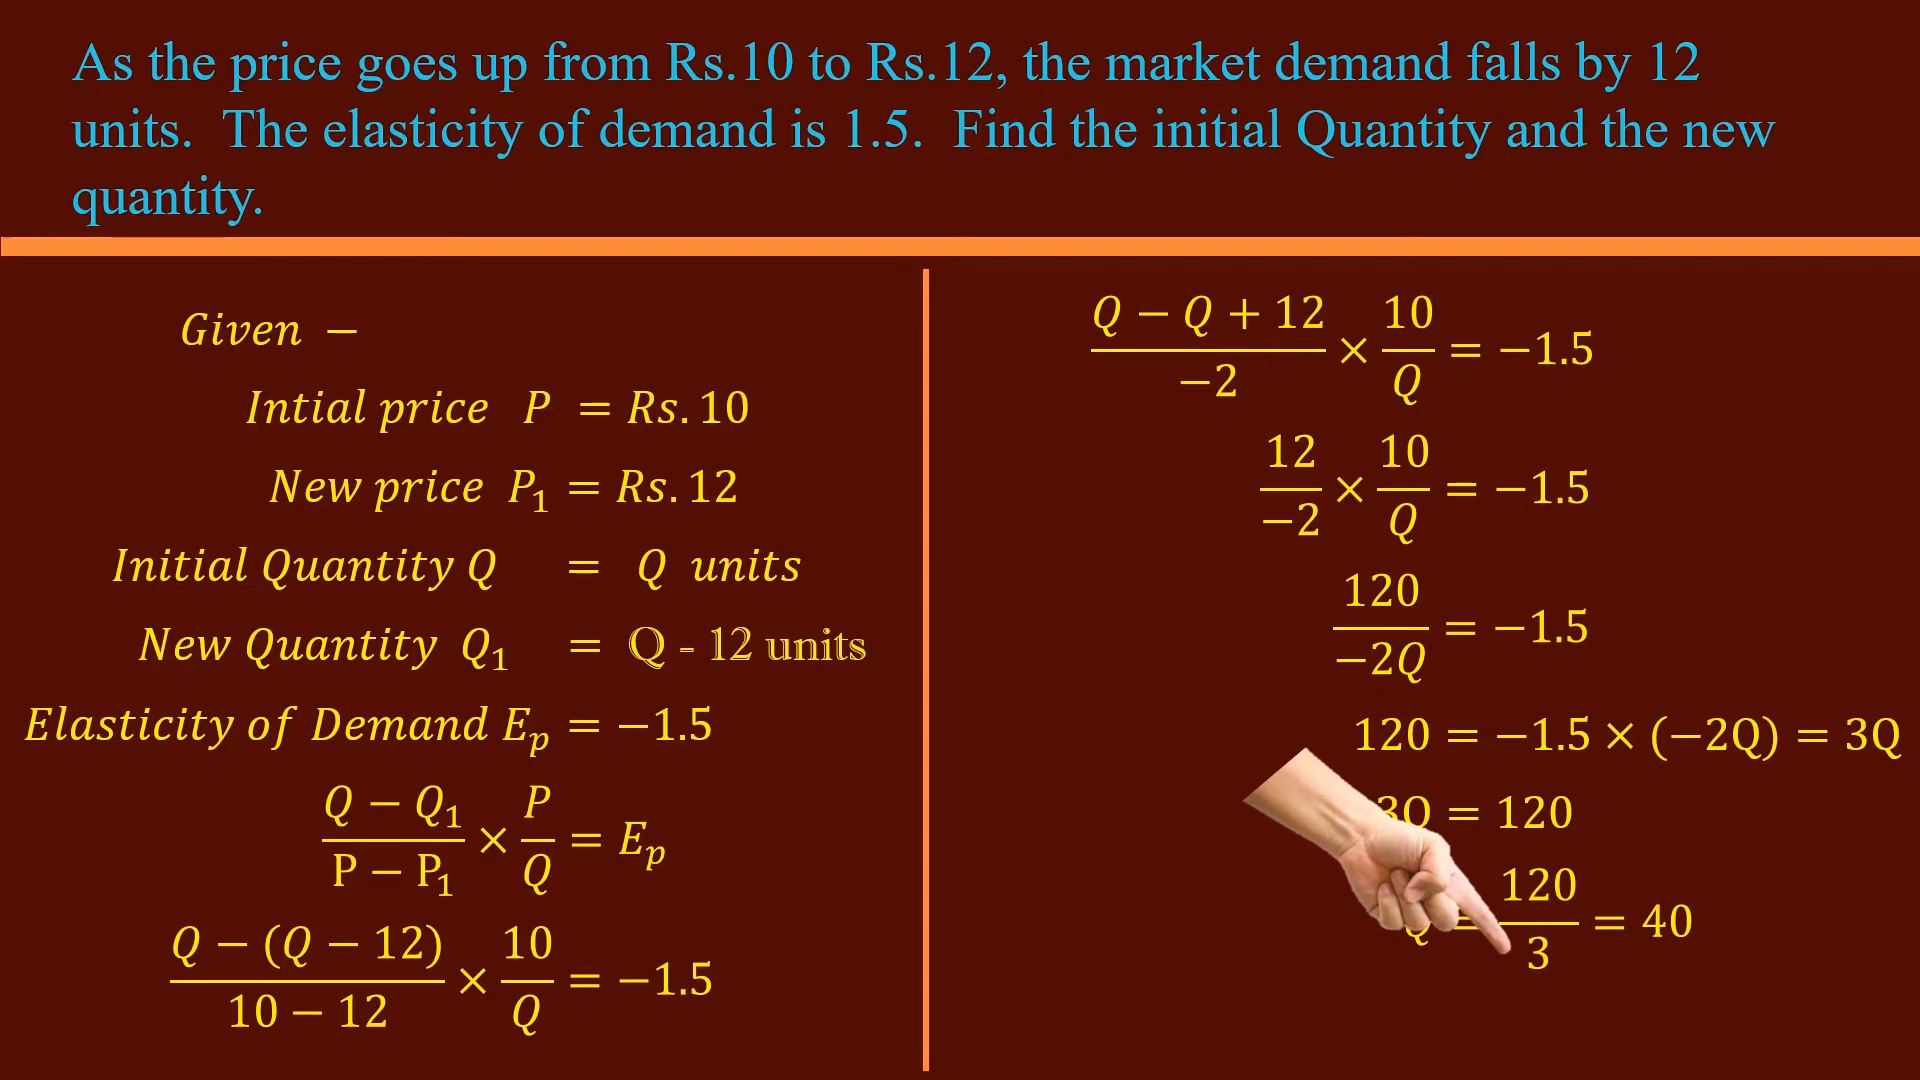 As the price goes up from Rs.10 to Rs.12, the market demand falls by 12
units. The elasticity of demand is 1.5. Find the initial Quantity and the new
quantity.
Given −
Intial price P = Rs. 10
New price P₁ = Rs. 12
Initial Quantity Q = Q units
New Quantity Q₁ = Q - 12 units
Elasticity of Demand Eₚ = −1.5
(Q − Q₁)/(P − P₁) × P/Q = Eₚ
(Q − (Q − 12))/(10 − 12) × 10/Q = −1.5
(Q − Q + 12)/(−2) × 10/Q = −1.5
12/(−2) × 10/Q = −1.5
120/(−2Q) = −1.5
120 = −1.5 × (−2Q) = 3Q
3Q = 120
Q = 120/3 = 40